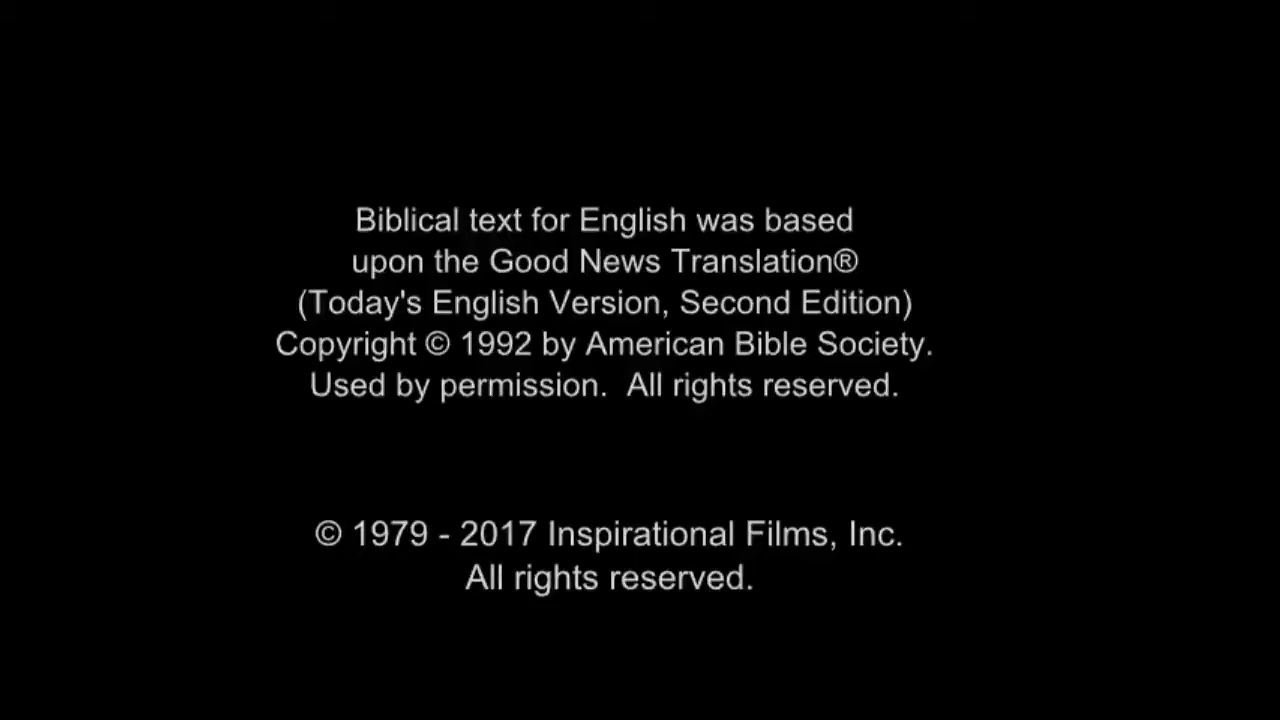 Biblical text for English was based
upon the Good News Translation®
(Today's English Version, Second Edition)
Copyright © 1992 by American Bible Society.
Used by permission.  All rights reserved.
© 1979 - 2017 Inspirational Films, Inc.
All rights reserved.